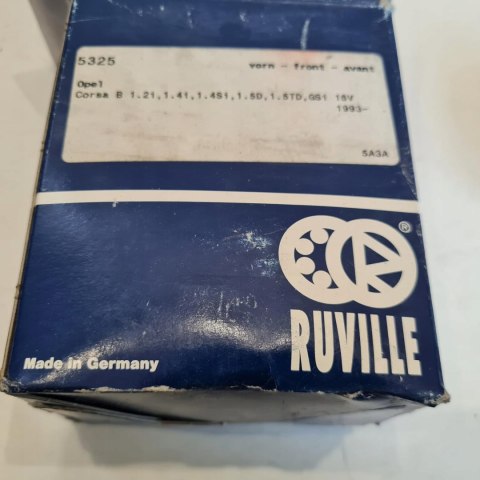 5325 vorn - front - avant
Opel
Corsa B 1.2i,1.4i,1.4Si,1.5D,1.5TD,GSi 16V
1993-
5A3A
®
RUVILLE
Made in Germany